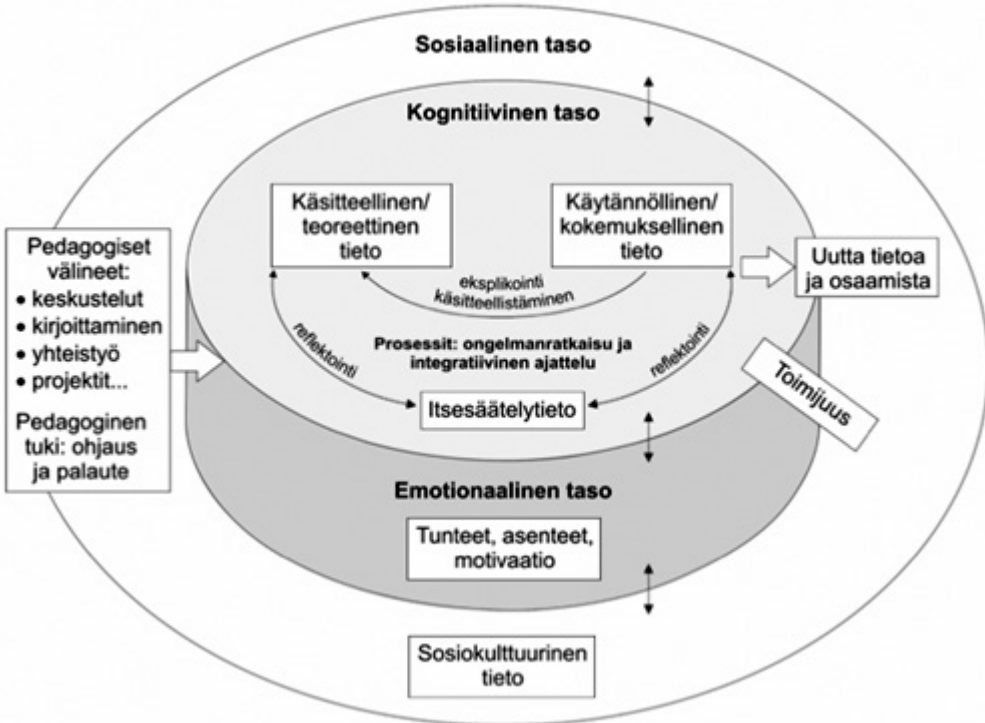 Sosiaalinen taso
Kognitiivinen taso
Käsitteellinen/
teoreettinen
tieto
Käytännöllinen/
kokemuksellinen
tieto
Pedagogiset
välineet:
• keskustelut
• kirjoittaminen
• yhteistyö
• projektit...
Pedagoginen
tuki: ohjaus
ja palaute
Uutta tietoa
ja osaamista
eksplikointi
käsitteellistäminen
reflektointi
Prosessit: ongelmanratkaisu ja
integratiivinen ajattelu
reflektointi
Toimijuus
Itsesäätelytieto
Emotionaalinen taso
Tunteet, asenteet,
motivaatio
Sosiokulttuurinen
tieto